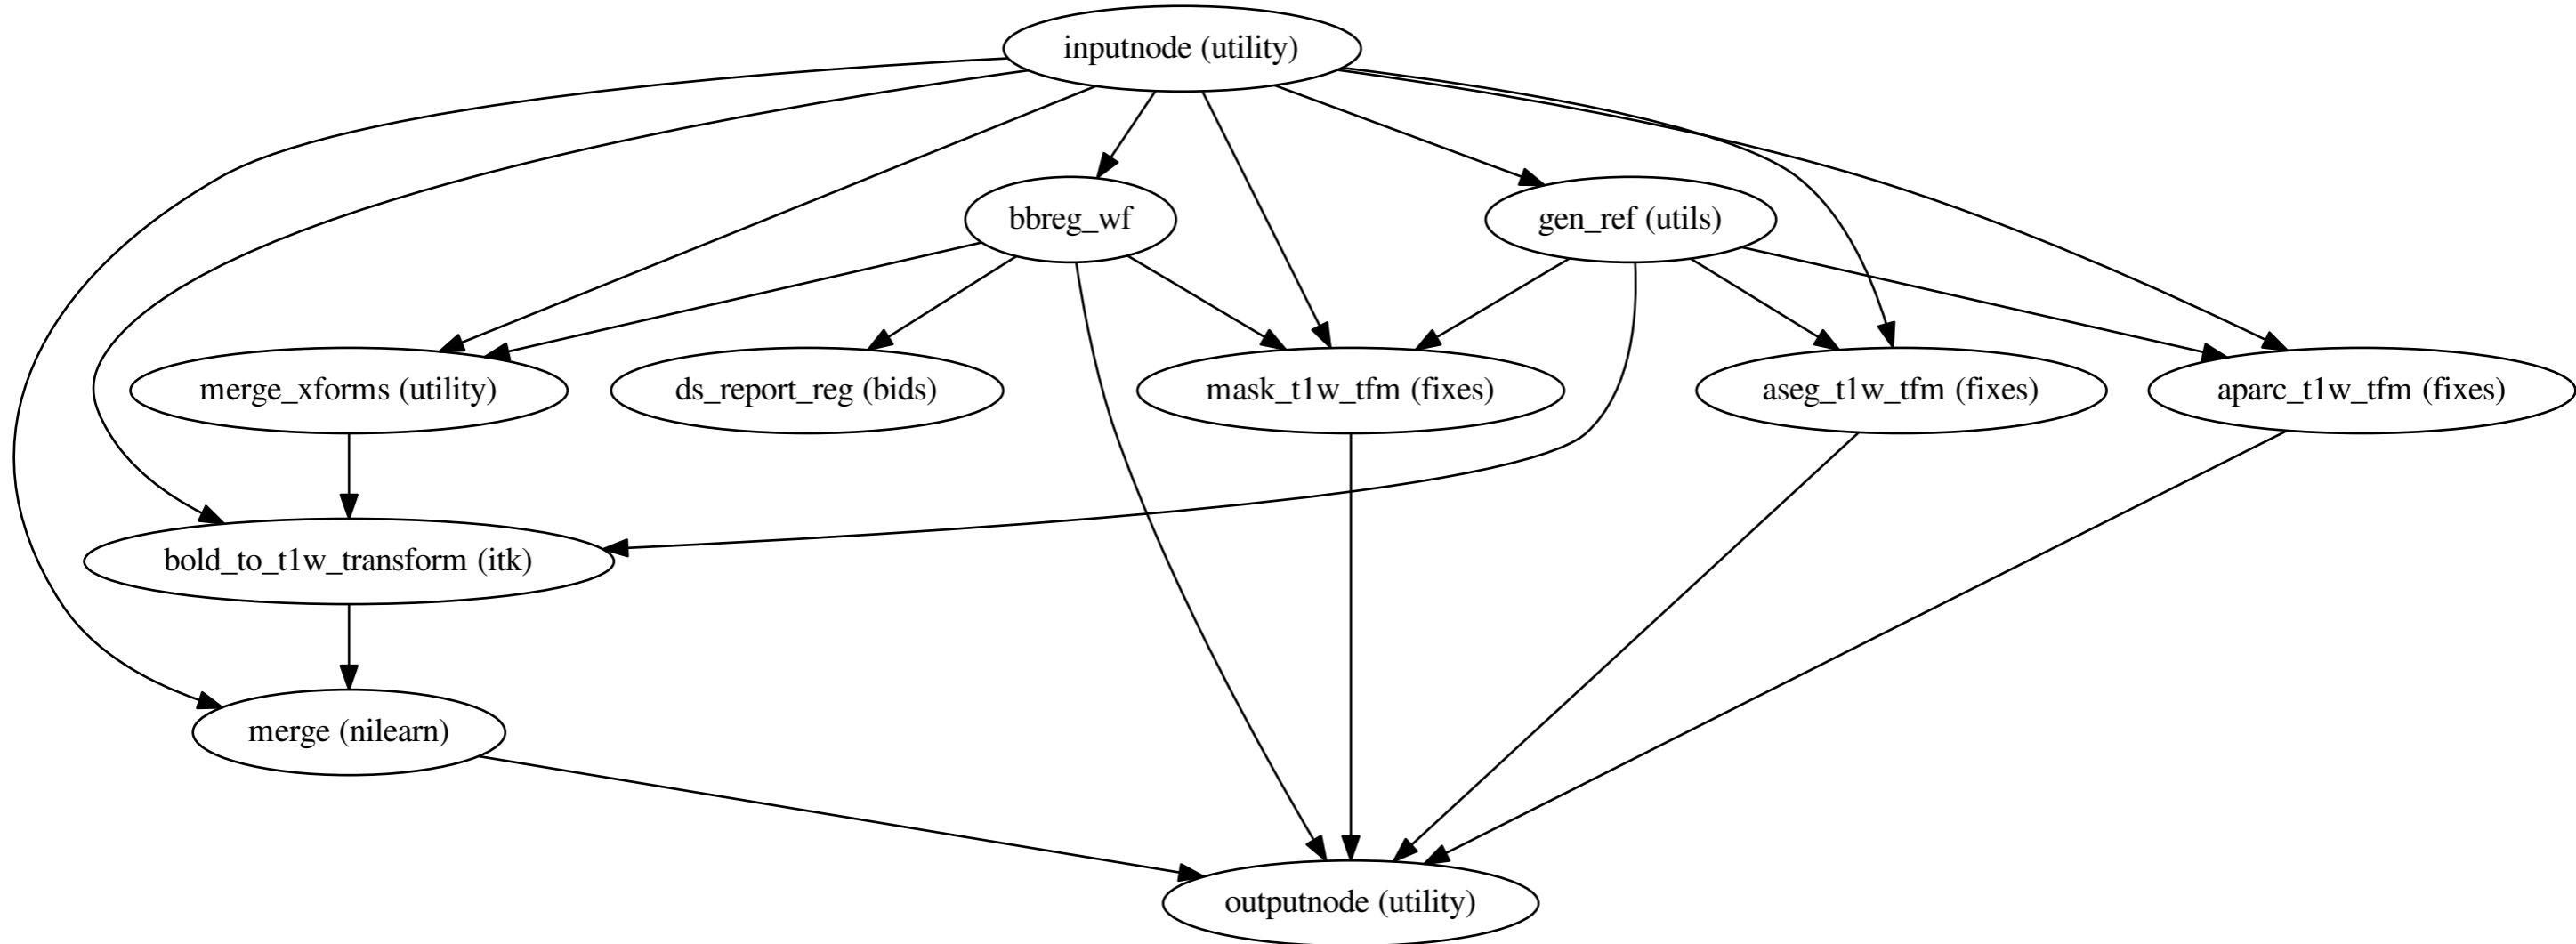 inputnode (utility)
bbreg_wf
gen_ref (utils)
merge_xforms (utility)
ds_report_reg (bids)
mask_t1w_tfm (fixes)
aseg_t1w_tfm (fixes)
aparc_t1w_tfm (fixes)
bold_to_t1w_transform (itk)
merge (nilearn)
outputnode (utility)